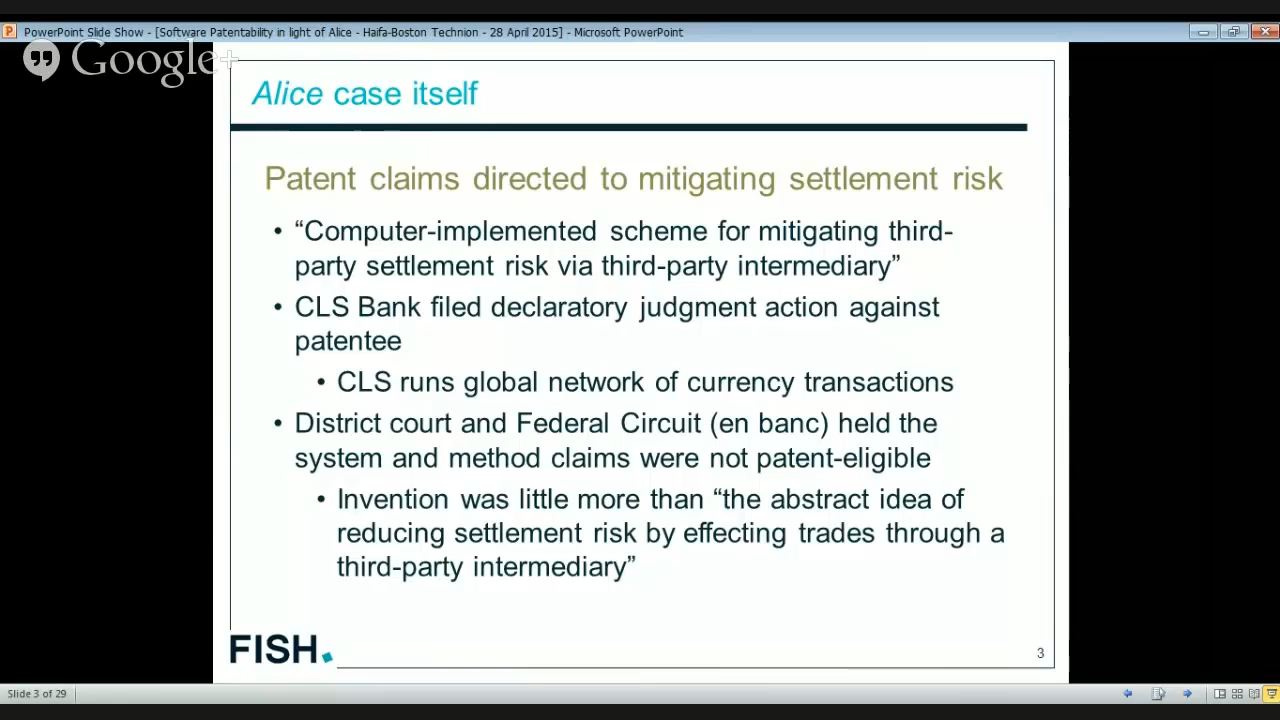 PowerPoint Slide Show - [Software Patentability in light of Alice - Haifa-Boston Technion - 28 April 2015] - Microsoft PowerPoint
Google+
Alice case itself
Patent claims directed to mitigating settlement risk
• “Computer-implemented scheme for mitigating third-
party settlement risk via third-party intermediary”
• CLS Bank filed declaratory judgment action against
patentee
• CLS runs global network of currency transactions
• District court and Federal Circuit (en banc) held the
system and method claims were not patent-eligible
• Invention was little more than “the abstract idea of
reducing settlement risk by effecting trades through a
third-party intermediary”
FISH.
3
Slide 3 of 29